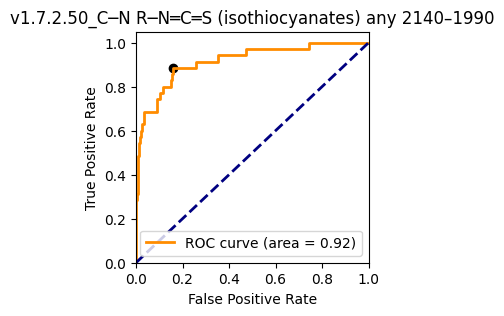 v1.7.2.50_C─N R─N═C═S (isothiocyanates) any 2140–1990
1.0
0.8
0.6
0.4
0.2
0.0
True Positive Rate
ROC curve (area = 0.92)
0.0 0.2 0.4 0.6 0.8 1.0
False Positive Rate